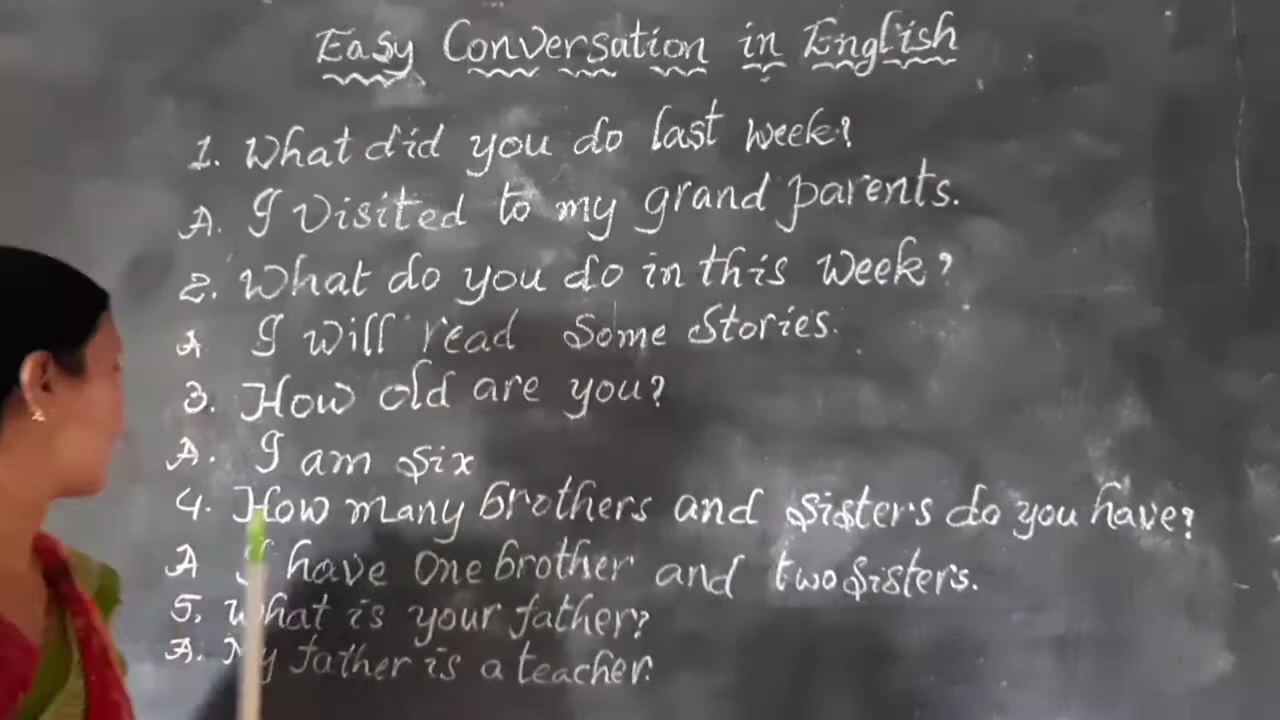 Easy Conversation in English
1. What did you do last week?
A. I visited to my grand parents.
2. What do you do in this week?
A I will read some stories.
3. How old are you?
A. I am six
4. How many brothers and sisters do you have?
A I have one brother and two sisters.
5. What is your father?
A. My father is a teacher.